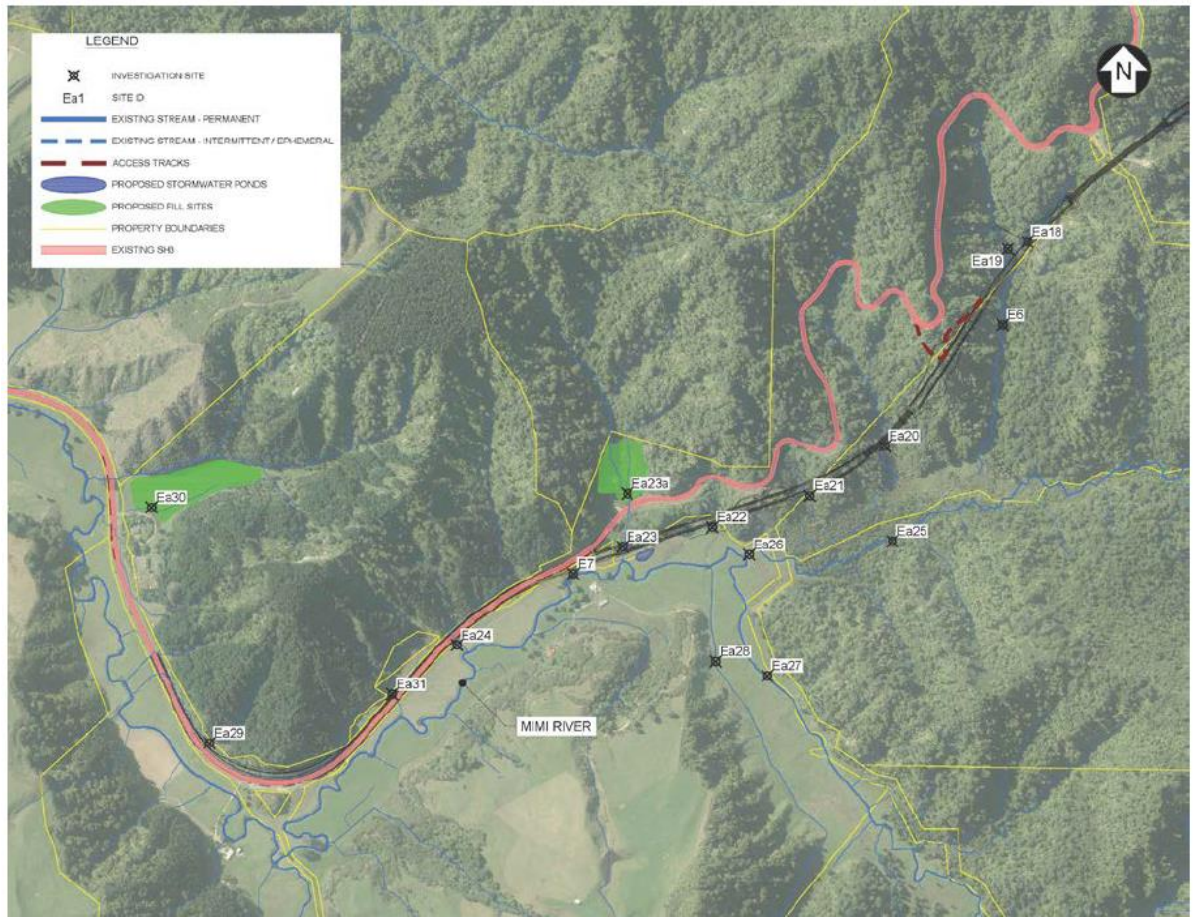 LEGEND
INVESTIGATION SITE
Ea1 SITE ID
EXISTING STREAM - PERMANENT
EXISTING STREAM - INTERMITTENT / EPHEMERAL
ACCESS TRACKS
PROPOSED STORMWATER PONDS
PROPOSED FILL SITES
PROPERTY BOUNDARIES
EXISTING SH3
N
Ea18
Ea19
E6
Ea20
Ea21
Ea23a
Ea30
Ea22
Ea23
Ea25
Ea26
E7
Ea24
Ea28
Ea27
Ea31
MIMI RIVER
Ea29